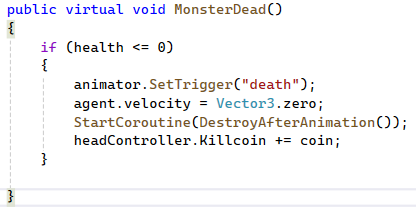 public virtual void MonsterDead()
{
    if (health <= 0)
    {
        animator.SetTrigger("death");
        agent.velocity = Vector3.zero;
        StartCoroutine(DestroyAfterAnimation());
        headController.Killcoin += coin;
    }
}